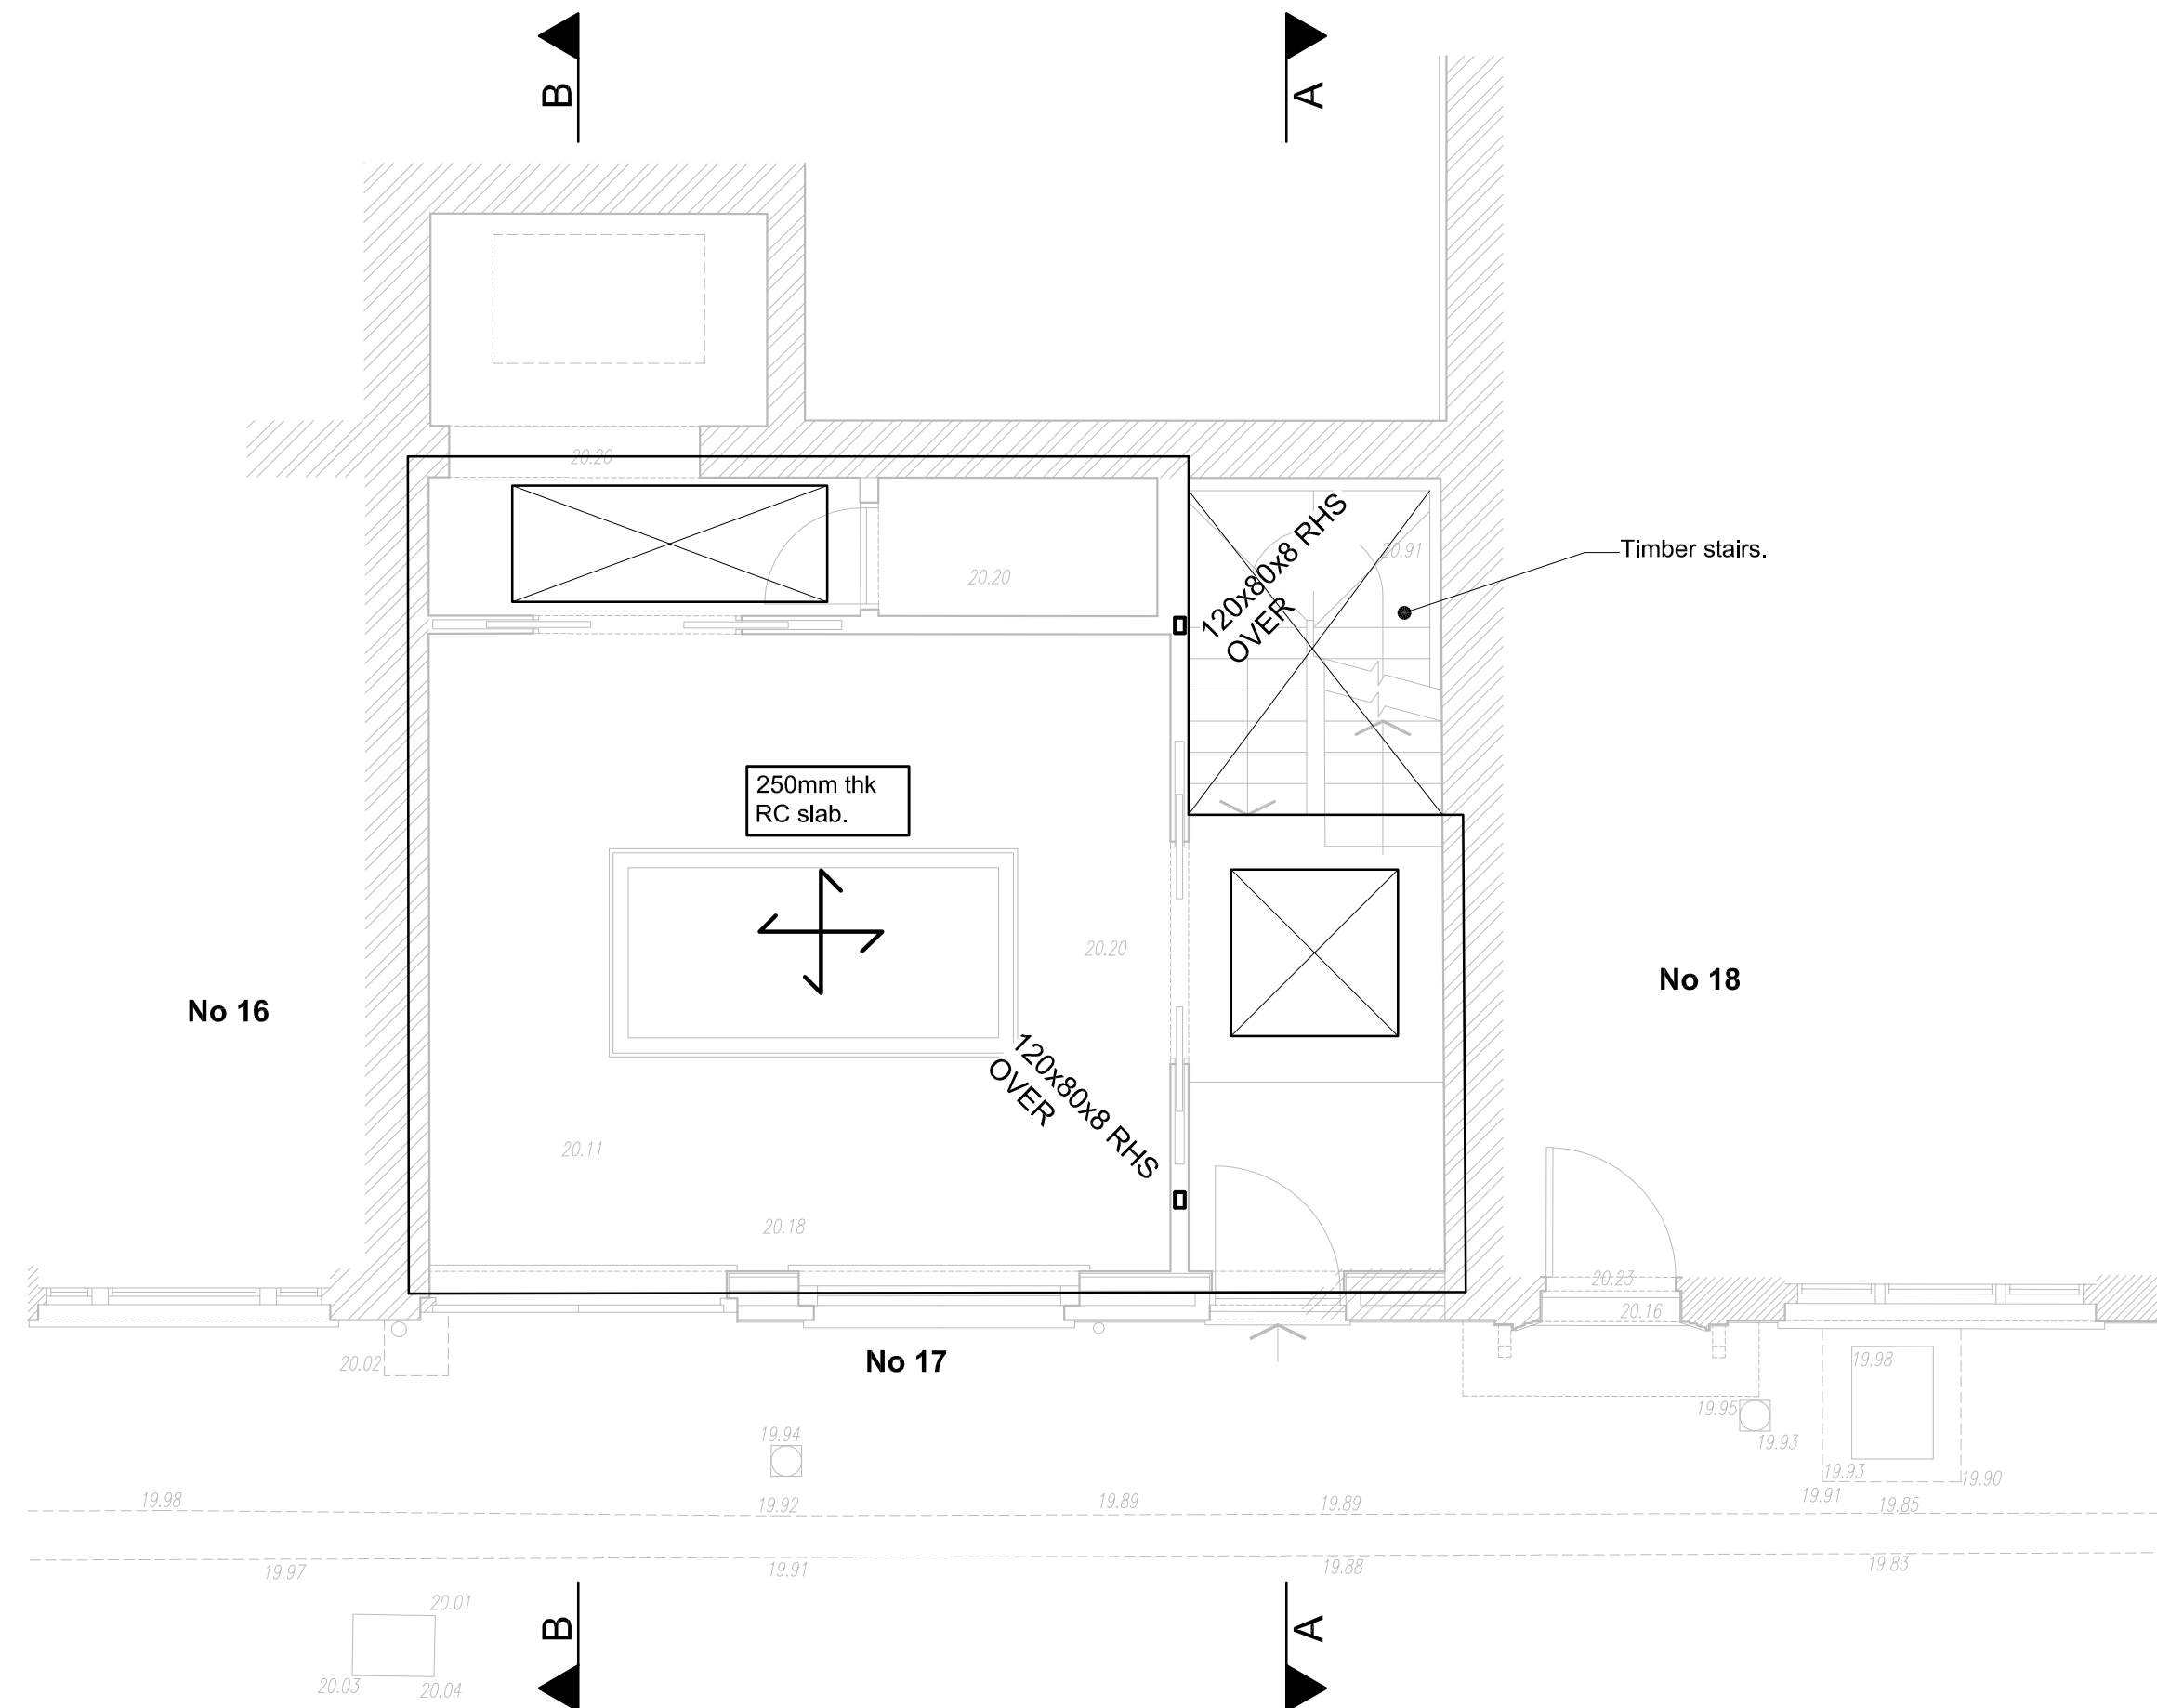 B
A
20.20
120x80x8 RHS
OVER
20.91
Timber stairs.
20.20
250mm thk
RC slab.
20.20
No 16
No 18
120x80x8 RHS
OVER
20.11
20.18
20.23
20.16
No 17
20.02
19.98
19.95
19.93
19.94
19.93
19.90
19.91
19.98
19.92
19.89
19.89
19.85
19.97
19.91
19.88
19.83
20.01
B
A
20.03
20.04